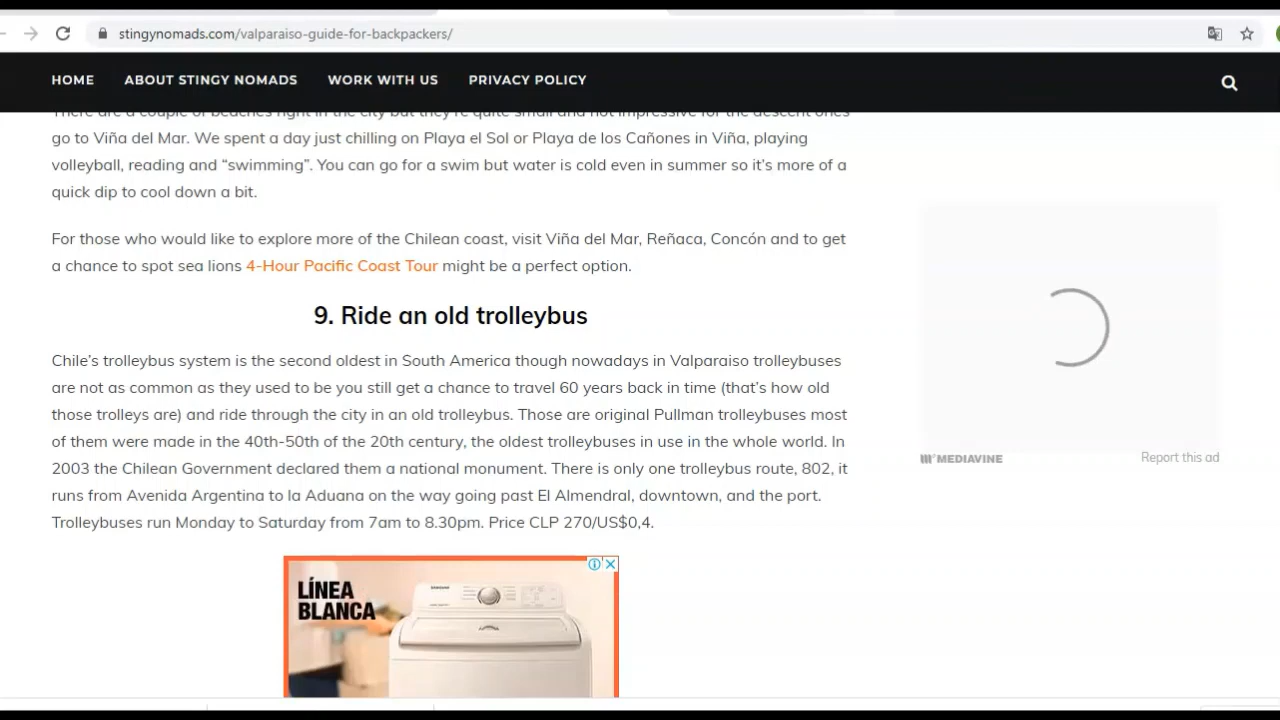 stingynomads.com/valparaiso-guide-for-backpackers/
HOME ABOUT STINGY NOMADS WORK WITH US PRIVACY POLICY
There are a couple of beaches right in the city but they're quite small and not impressive for the descent ones
go to Viña del Mar. We spent a day just chilling on Playa el Sol or Playa de los Cañones in Viña, playing
volleyball, reading and “swimming”. You can go for a swim but water is cold even in summer so it’s more of a
quick dip to cool down a bit.
For those who would like to explore more of the Chilean coast, visit Viña del Mar, Reñaca, Concón and to get
a chance to spot sea lions 4-Hour Pacific Coast Tour might be a perfect option.
9. Ride an old trolleybus
Chile’s trolleybus system is the second oldest in South America though nowadays in Valparaiso trolleybuses
are not as common as they used to be you still get a chance to travel 60 years back in time (that’s how old
those trolleys are) and ride through the city in an old trolleybus. Those are original Pullman trolleybuses most
of them were made in the 40th-50th of the 20th century, the oldest trolleybuses in use in the whole world. In
2003 the Chilean Government declared them a national monument. There is only one trolleybus route, 802, it
runs from Avenida Argentina to la Aduana on the way going past El Almendral, downtown, and the port.
Trolleybuses run Monday to Saturday from 7am to 8.30pm. Price CLP 270/US$0,4.
MEDIAVINE Report this ad
LÍNEA
BLANCA
SAMSUNG